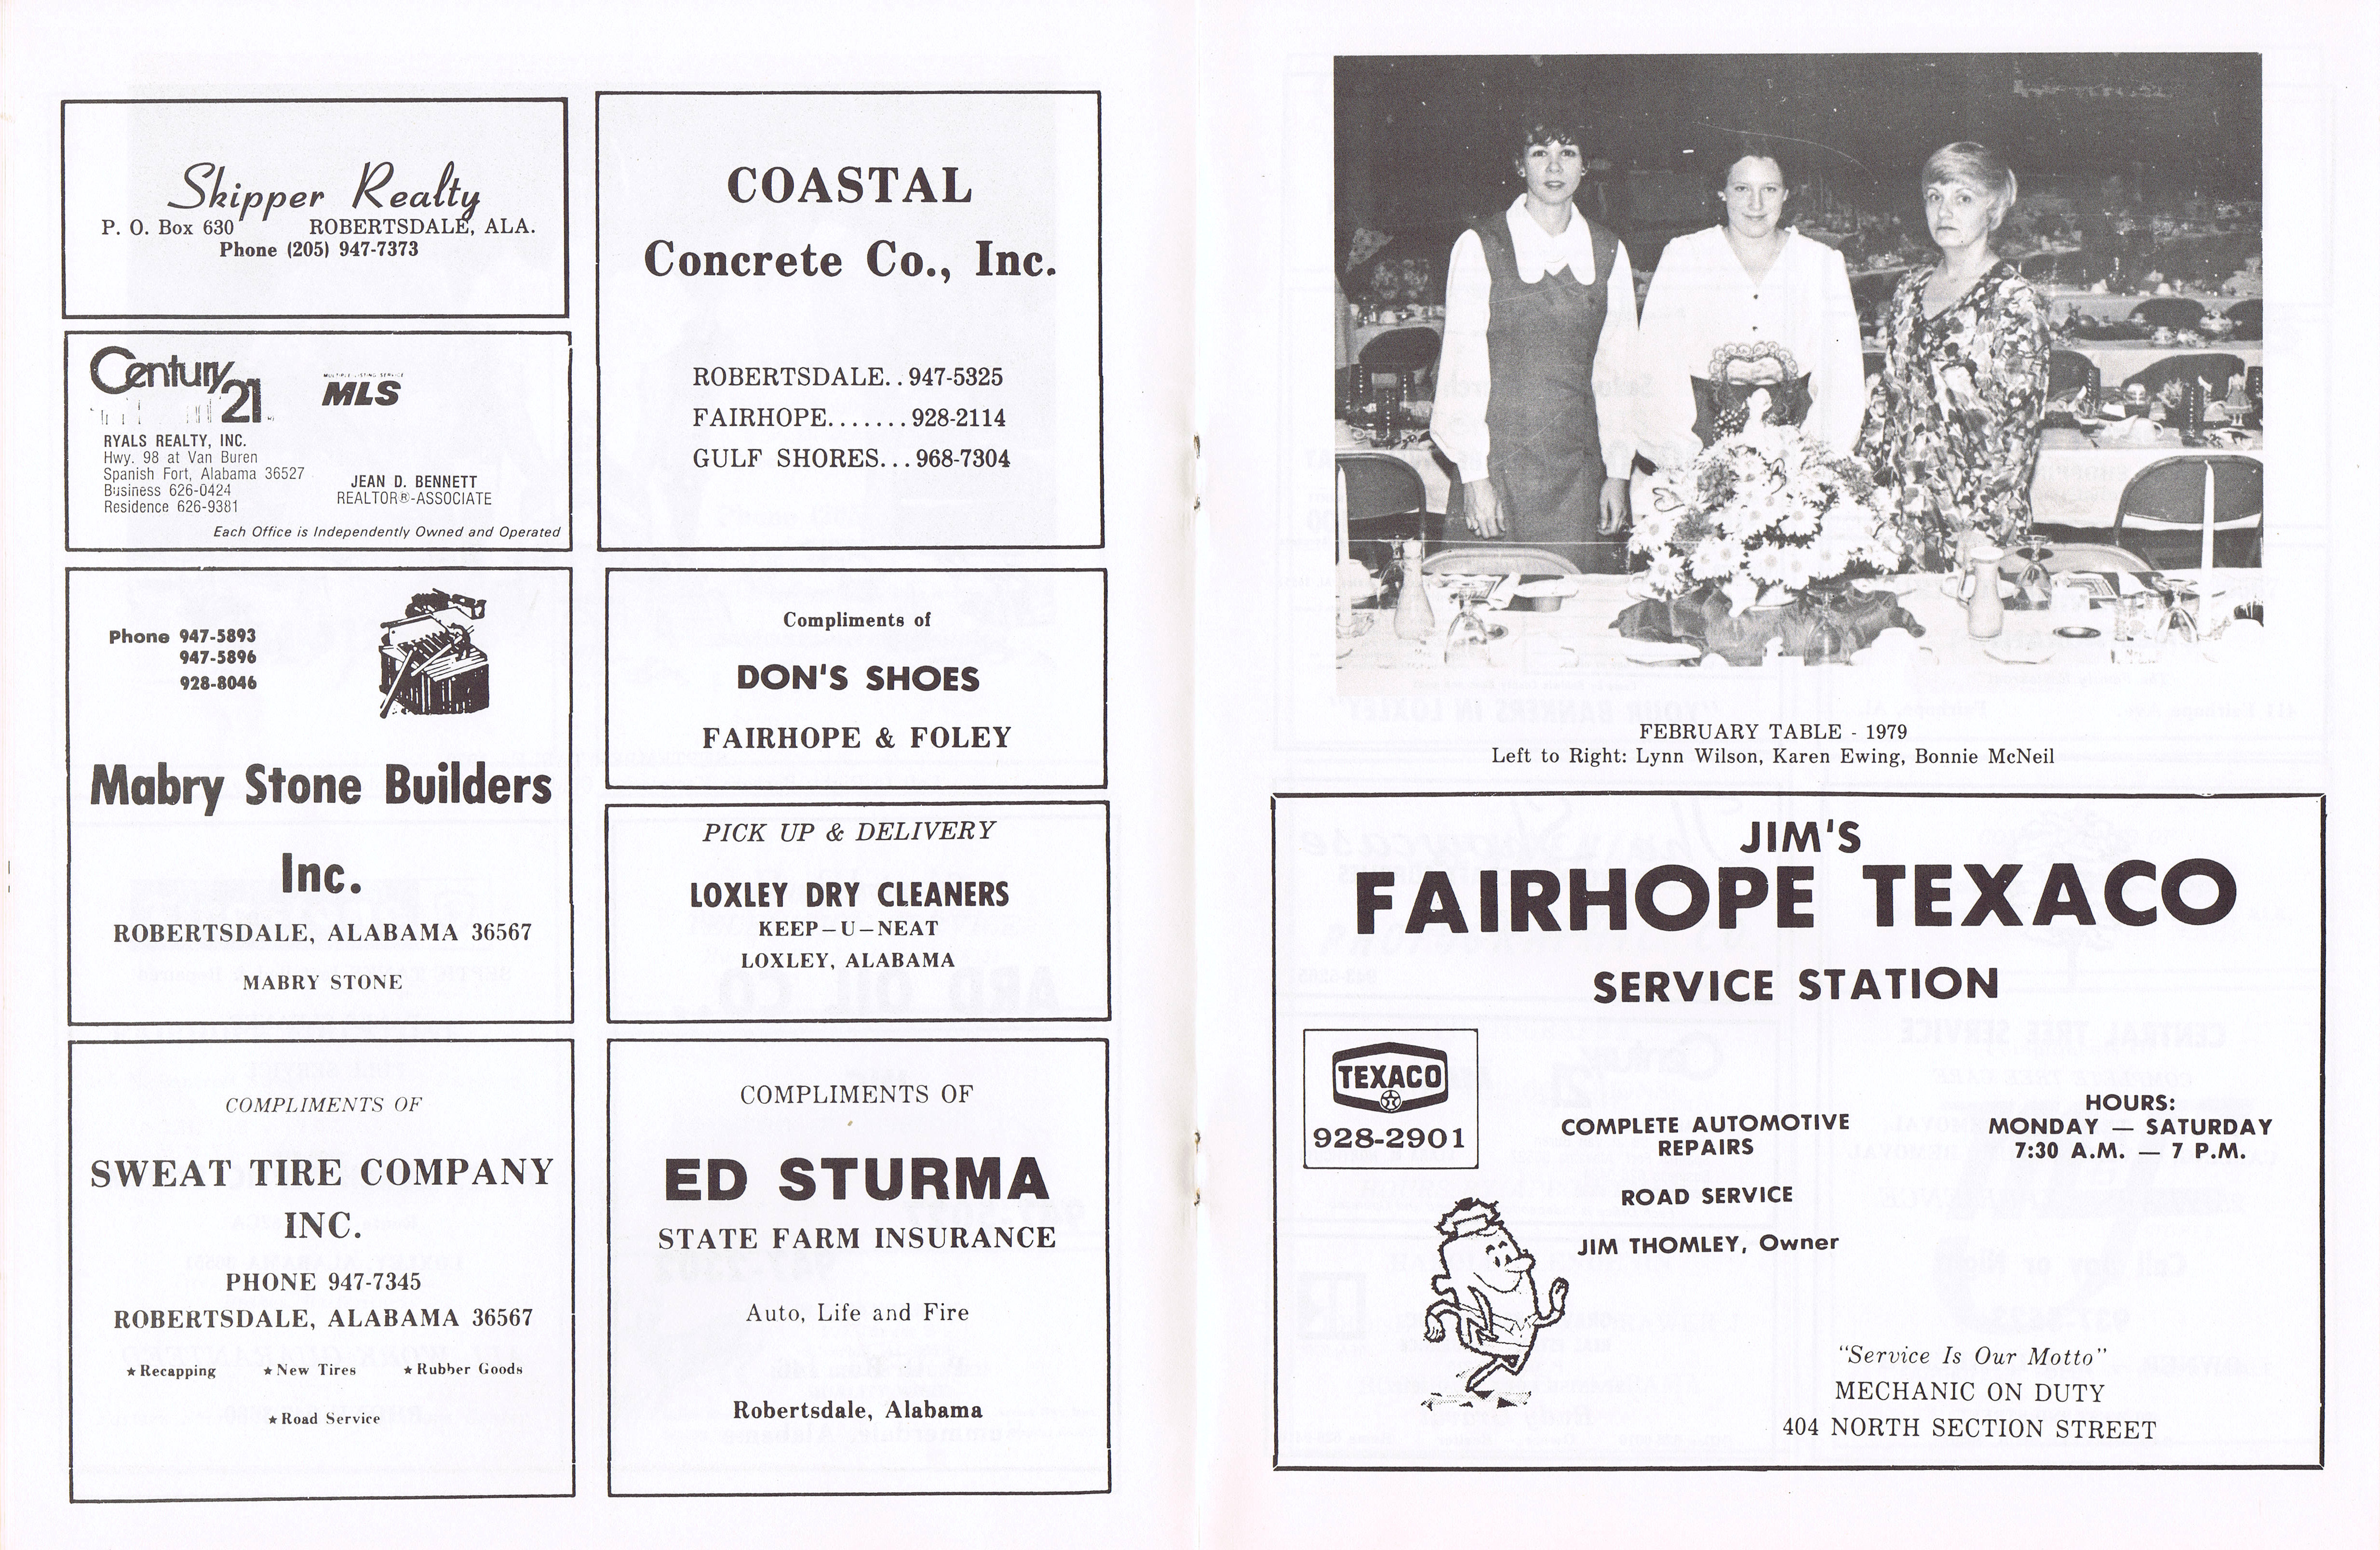 Skipper Realty
P. O. Box 630 ROBERTSDALE, ALA.
Phone (205) 947-7373
Century 21
MULTIPLE LISTING SERVICE
MLS
RYALS REALTY, INC.
Hwy. 98 at Van Buren
Spanish Fort, Alabama 36527
Business 626-0424
Residence 626-9381
JEAN D. BENNETT
REALTOR®-ASSOCIATE
Each Office is Independently Owned and Operated
Phone 947-5893
947-5896
928-8046
Mabry Stone Builders
Inc.
ROBERTSDALE, ALABAMA 36567
MABRY STONE
COMPLIMENTS OF
SWEAT TIRE COMPANY
INC.
PHONE 947-7345
ROBERTSDALE, ALABAMA 36567
★Recapping ★New Tires ★Rubber Goods
★Road Service
COASTAL
Concrete Co., Inc.
ROBERTSDALE..947-5325
FAIRHOPE.......928-2114
GULF SHORES...968-7304
Compliments of
DON'S SHOES
FAIRHOPE & FOLEY
PICK UP & DELIVERY
LOXLEY DRY CLEANERS
KEEP—U—NEAT
LOXLEY, ALABAMA
COMPLIMENTS OF
ED STURMA
STATE FARM INSURANCE
Auto, Life and Fire
Robertsdale, Alabama
FEBRUARY TABLE - 1979
Left to Right: Lynn Wilson, Karen Ewing, Bonnie McNeil
JIM'S
FAIRHOPE TEXACO
SERVICE STATION
TEXACO
928-2901
COMPLETE AUTOMOTIVE
REPAIRS
ROAD SERVICE
JIM THOMLEY, Owner
HOURS:
MONDAY — SATURDAY
7:30 A.M. — 7 P.M.
"Service Is Our Motto"
MECHANIC ON DUTY
404 NORTH SECTION STREET